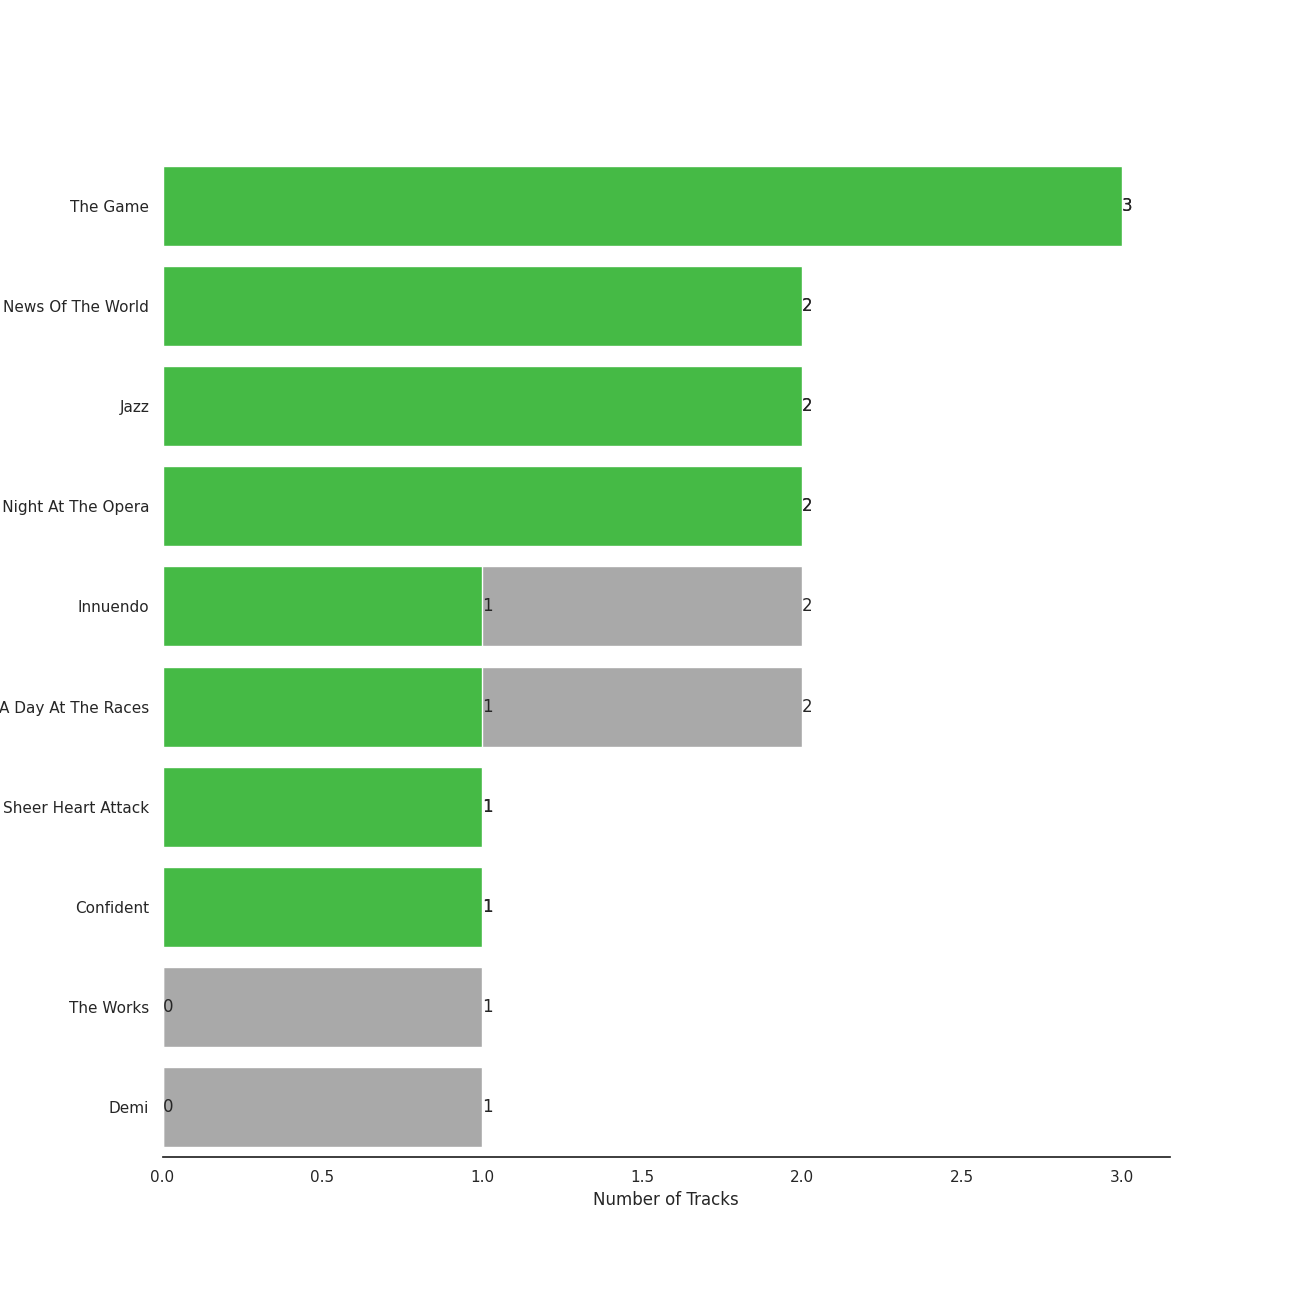 The Game 3
News Of The World 2
Jazz 2
Night At The Opera 2
Innuendo 1 2
A Day At The Races 1 2
Sheer Heart Attack 1
Confident 1
The Works 0 1
Demi 0 1
0.0 0.5 1.0 1.5 2.0 2.5 3.0
Number of Tracks